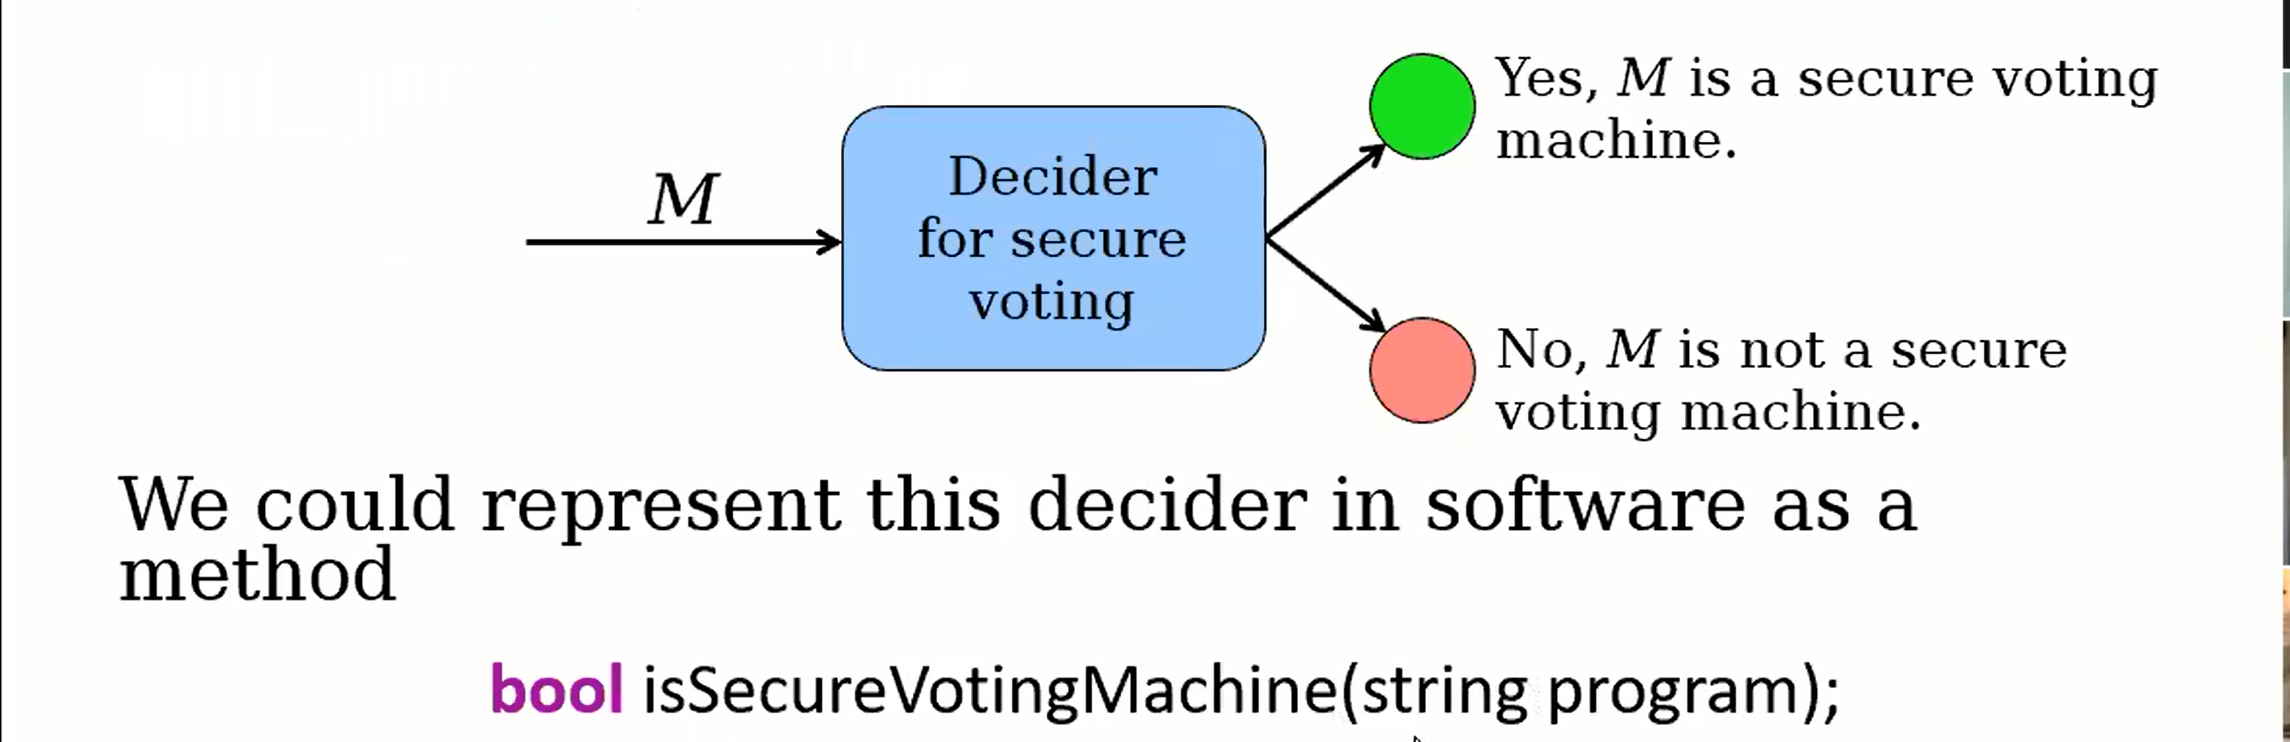 Yes, M is a secure voting
machine.
M
Decider
for secure
voting
No, M is not a secure
voting machine.
We could represent this decider in software as a
method
bool isSecureVotingMachine(string program);